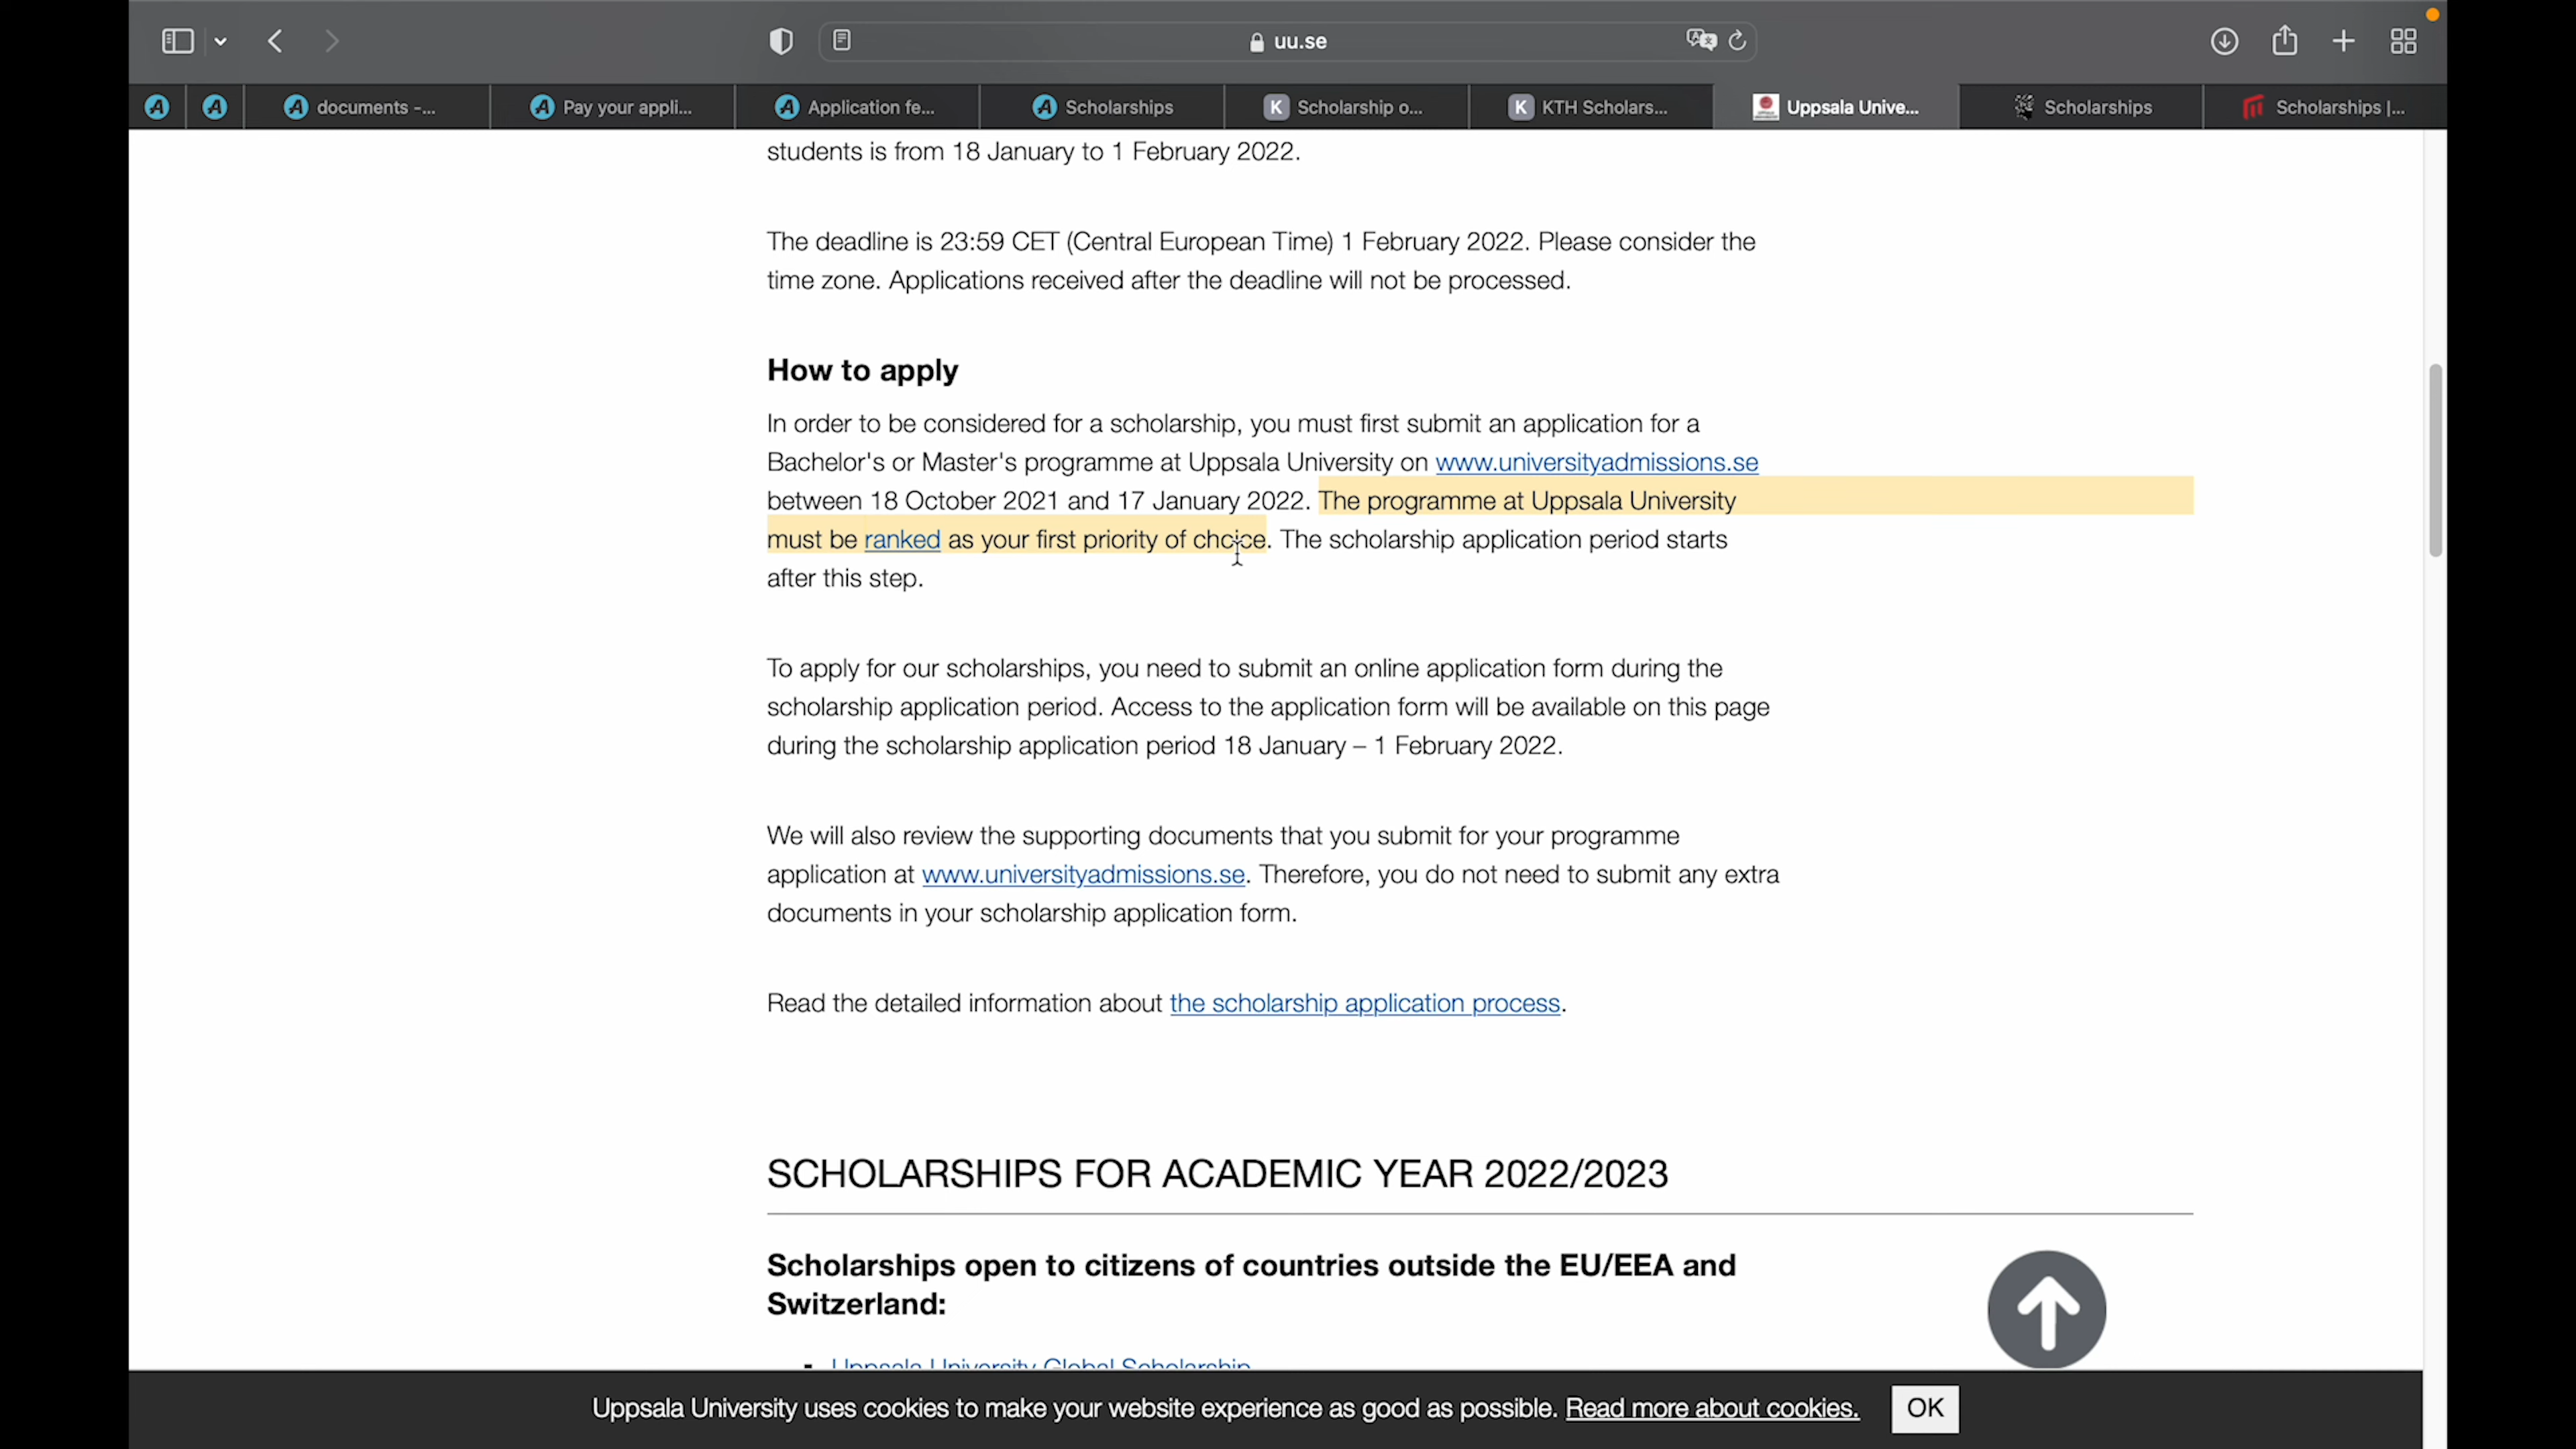 uu.se
documents -...
Pay your appli...
Application fe...
Scholarships
K Scholarship o...
K KTH Scholars...
Uppsala Unive...
Scholarships
Scholarships |...
students is from 18 January to 1 February 2022.
The deadline is 23:59 CET (Central European Time) 1 February 2022. Please consider the
time zone. Applications received after the deadline will not be processed.
How to apply
In order to be considered for a scholarship, you must first submit an application for a
Bachelor's or Master's programme at Uppsala University on www.universityadmissions.se
between 18 October 2021 and 17 January 2022. The programme at Uppsala University
must be ranked as your first priority of choice. The scholarship application period starts
after this step.
To apply for our scholarships, you need to submit an online application form during the
scholarship application period. Access to the application form will be available on this page
during the scholarship application period 18 January – 1 February 2022.
We will also review the supporting documents that you submit for your programme
application at www.universityadmissions.se. Therefore, you do not need to submit any extra
documents in your scholarship application form.
Read the detailed information about the scholarship application process.
SCHOLARSHIPS FOR ACADEMIC YEAR 2022/2023
Scholarships open to citizens of countries outside the EU/EEA and
Switzerland:
Uppsala University Global Scholarship
Uppsala University uses cookies to make your website experience as good as possible. Read more about cookies. OK